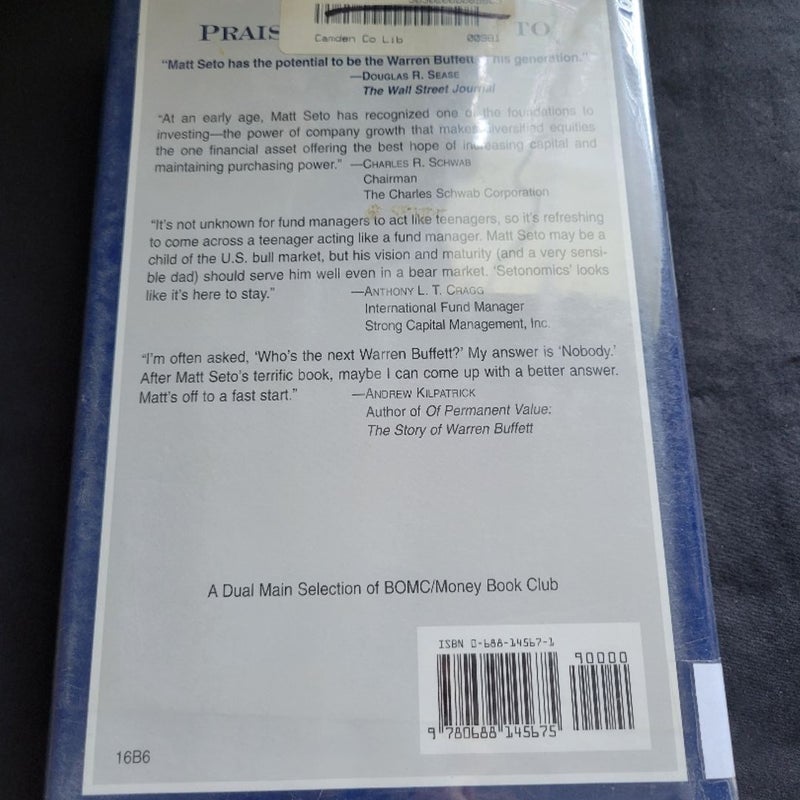 PRAIS TO
Camden Co Lib 00981
“Matt Seto has the potential to be the Warren Buffett his generation.”
—DOUGLAS R. SEASE
The Wall Street Journal
“At an early age, Matt Seto has recognized one of the foundations to
investing—the power of company growth that makes diversified equities
the one financial asset offering the best hope of increasing capital and
maintaining purchasing power.” —CHARLES R. SCHWAB
Chairman
The Charles Schwab Corporation
“It’s not unknown for fund managers to act like teenagers, so it’s refreshing
to come across a teenager acting like a fund manager. Matt Seto may be a
child of the U.S. bull market, but his vision and maturity (and a very sensi-
ble dad) should serve him well even in a bear market. ‘Setonomics’ looks
like it’s here to stay.” —ANTHONY L. T. CRAGG
International Fund Manager
Strong Capital Management, Inc.
“I’m often asked, ‘Who’s the next Warren Buffett?’ My answer is ‘Nobody.’
After Matt Seto’s terrific book, maybe I can come up with a better answer.
Matt’s off to a fast start.” —ANDREW KILPATRICK
Author of Of Permanent Value:
The Story of Warren Buffett
A Dual Main Selection of BOMC/Money Book Club
ISBN 0-688-14567-1
90000
9 780688 145675
16B6